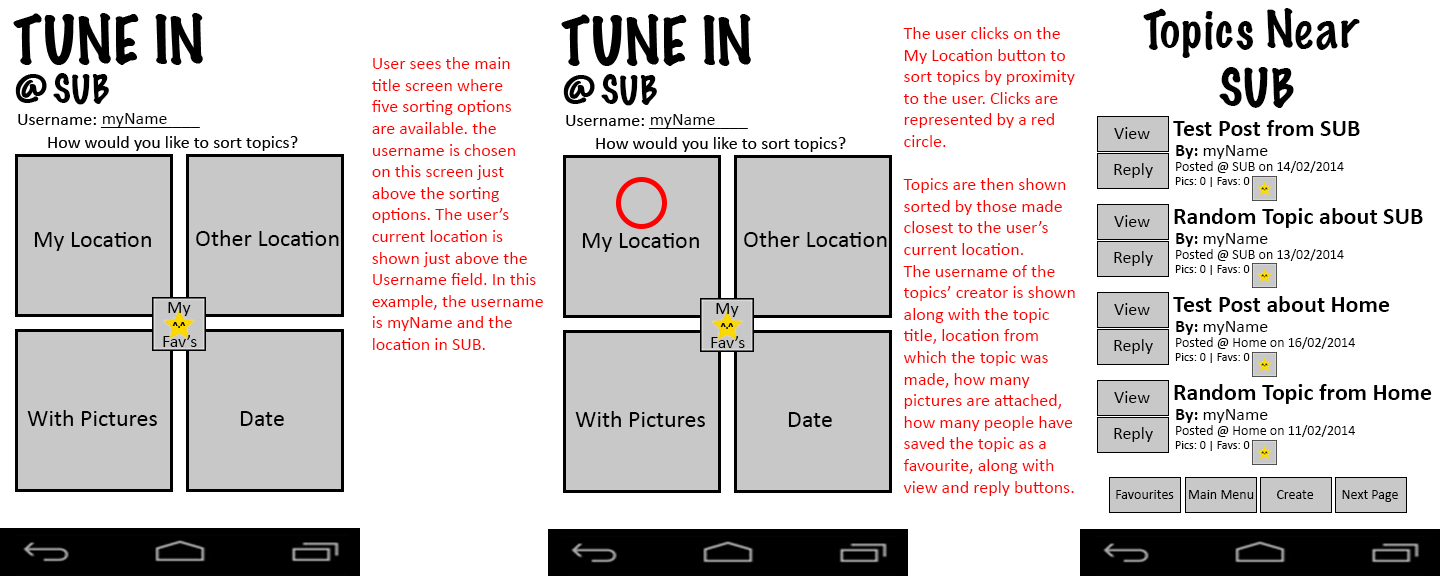 TUNE IN
@ SUB
Username: myName
How would you like to sort topics?
My Location
Other Location
My
Fav's
With Pictures
Date
User sees the main
title screen where
five sorting options
are available. the
username is chosen
on this screen just
above the sorting
options. The user's
current location is
shown just above the
Username field. In this
example, the username
is myName and the
location in SUB.
TUNE IN
@ SUB
Username: myName
How would you like to sort topics?
My Location
Other Location
My
Fav's
With Pictures
Date
The user clicks on the
My Location button to
sort topics by proximity
to the user. Clicks are
represented by a red
circle.
Topics are then shown
sorted by those made
closest to the user's
current location.
The username of the
topics' creator is shown
along with the topic
title, location from
which the topic was
made, how many
pictures are attached,
how many people have
saved the topic as a
favourite, along with
view and reply buttons.
Topics Near
SUB
View
Reply
Test Post from SUB
By: myName
Posted @ SUB on 14/02/2014
Pics: 0 | Favs: 0
View
Reply
Random Topic about SUB
By: myName
Posted @ SUB on 13/02/2014
Pics: 0 | Favs: 0
View
Reply
Test Post about Home
By: myName
Posted @ Home on 16/02/2014
Pics: 0 | Favs: 0
View
Reply
Random Topic from Home
By: myName
Posted @ Home on 11/02/2014
Pics: 0 | Favs: 0
Favourites
Main Menu
Create
Next Page